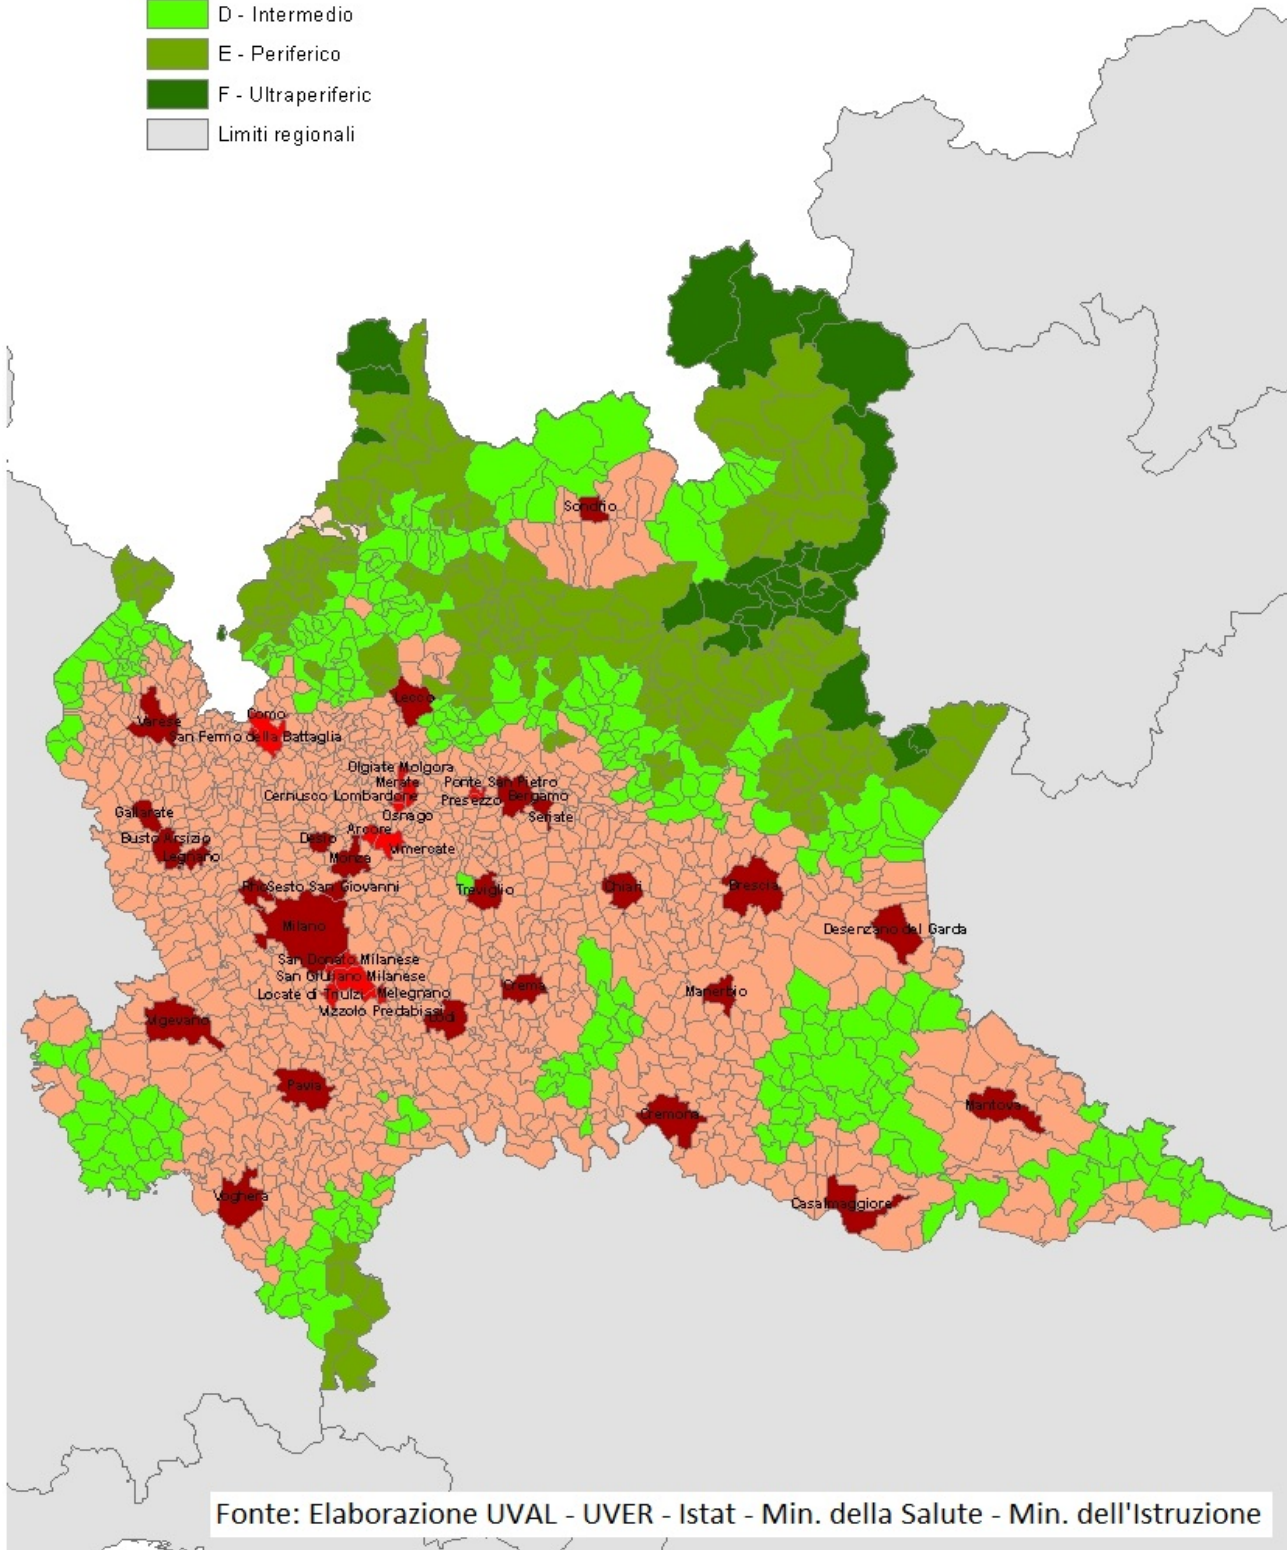 D - Intermedio
E - Periferico
F - Ultraperiferic
Limiti regionali
Sondrio
Lecco
Varese
Como
San Fermo della Battaglia
Olgiate Molgora
Merate
Ponte San Pietro
Cernusco Lombardone
Presezzo
Bergamo
Gallarate
Osnago
Seriate
Busto Arsizio
Desio
Arcore
Legnano
Monza
Vimercate
Rho
Sesto San Giovanni
Treviglio
Chiari
Brescia
Milano
Desenzano del Garda
San Donato Milanese
San Giuliano Milanese
Locate di Triulzi
Melegnano
Crema
Manerbio
Vizzolo Predabissi
Lodi
Vigevano
Pavia
Cremona
Mantova
Voghera
Casalmaggiore
Fonte: Elaborazione UVAL - UVER - Istat - Min. della Salute - Min. dell'Istruzione